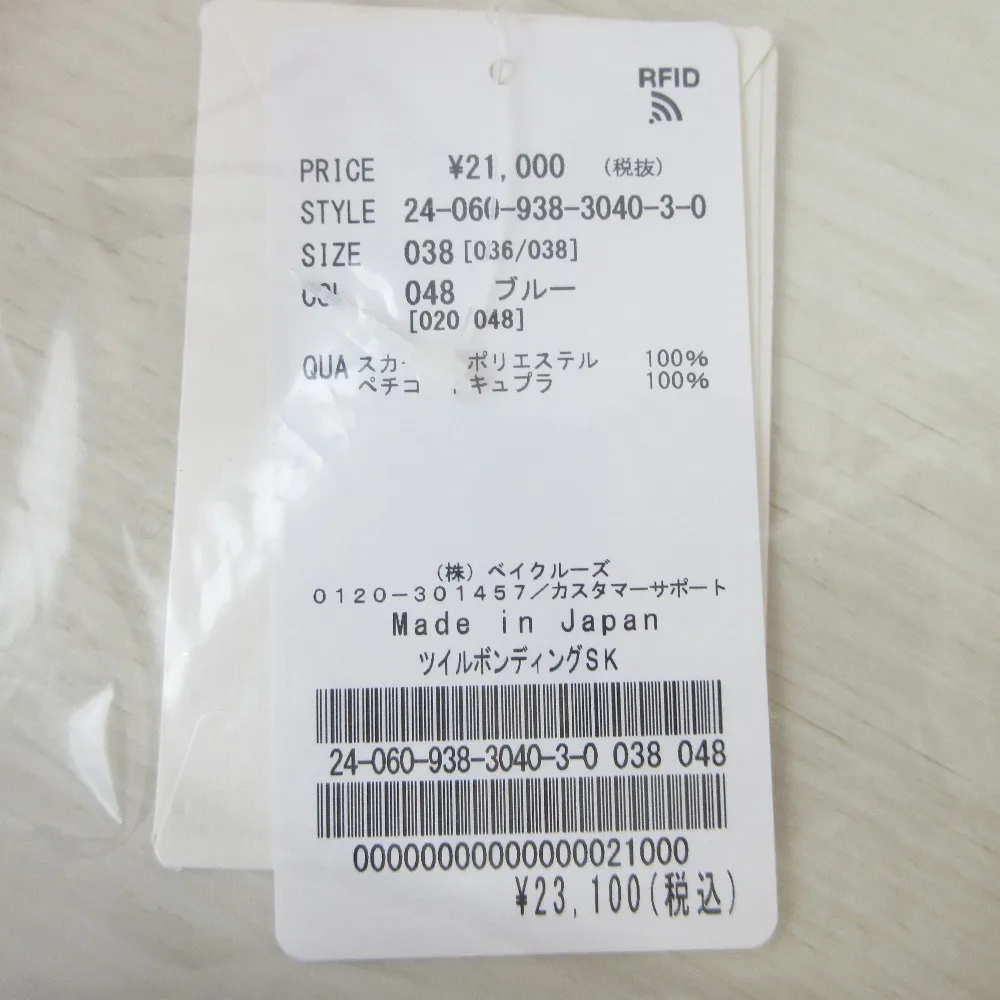 RFID
PRICE ¥21,000 (税抜)
STYLE 24-060-938-3040-3-0
SIZE 038 [036/038]
048 ブルー
[020 048]
QUA スカ ポリエステル 100%
ペチコ キュプラ 100%
(株) ベイクルーズ
0120-301457/カスタマーサポート
Made in Japan
ツイルボンディングSK
24-060-938-3040-3-0 038 048
00000000000000021000
¥23,100(税込)